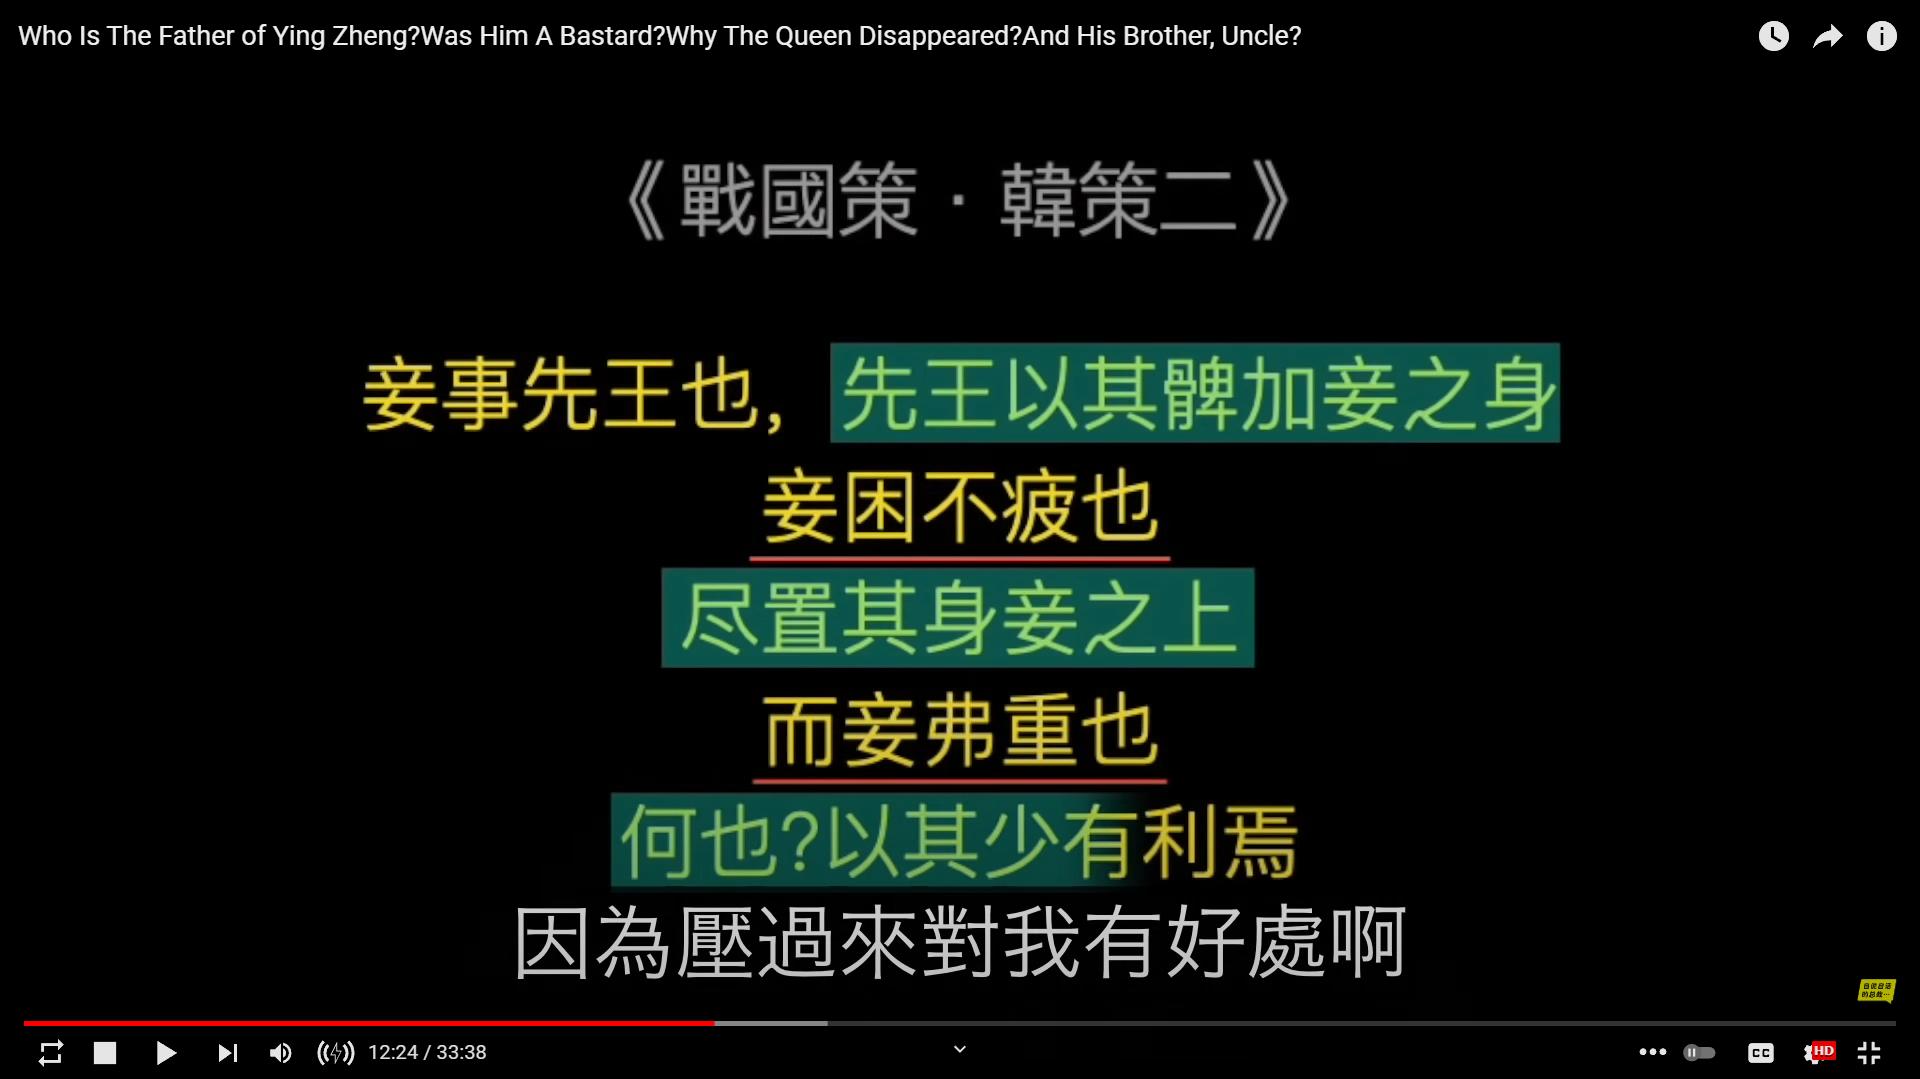 Who Is The Father of Ying Zheng?Was Him A Bastard?Why The Queen Disappeared?And His Brother, Uncle?
《戰國策·韓策二》
妾事先王也，先王以其髀加妾之身
妾困不疲也
尽置其身妾之上
而妾弗重也
何也?以其少有利焉
因為壓過來對我有好處啊
12:24 / 33:38
CC
HD